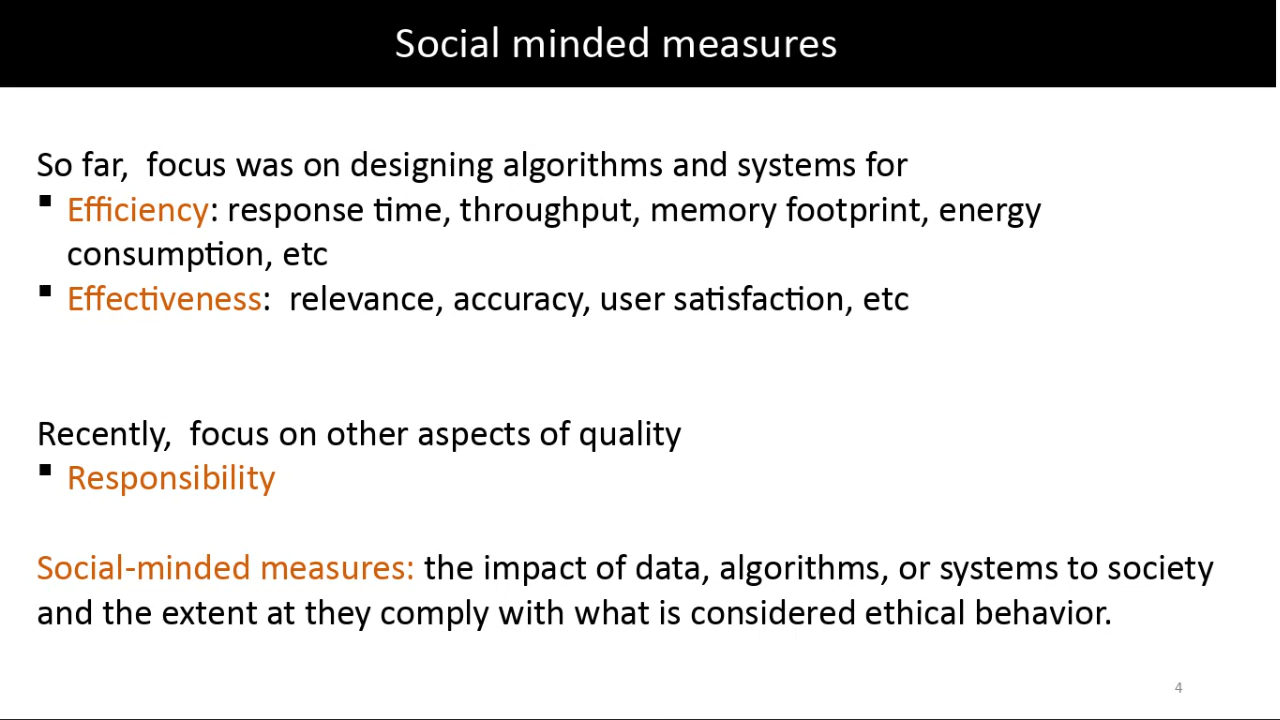 Social minded measures
So far,  focus was on designing algorithms and systems for
▪ Efficiency: response time, throughput, memory footprint, energy
consumption, etc
▪ Effectiveness:  relevance, accuracy, user satisfaction, etc
Recently,  focus on other aspects of quality
▪ Responsibility
Social-minded measures: the impact of data, algorithms, or systems to society
and the extent at they comply with what is considered ethical behavior.
4